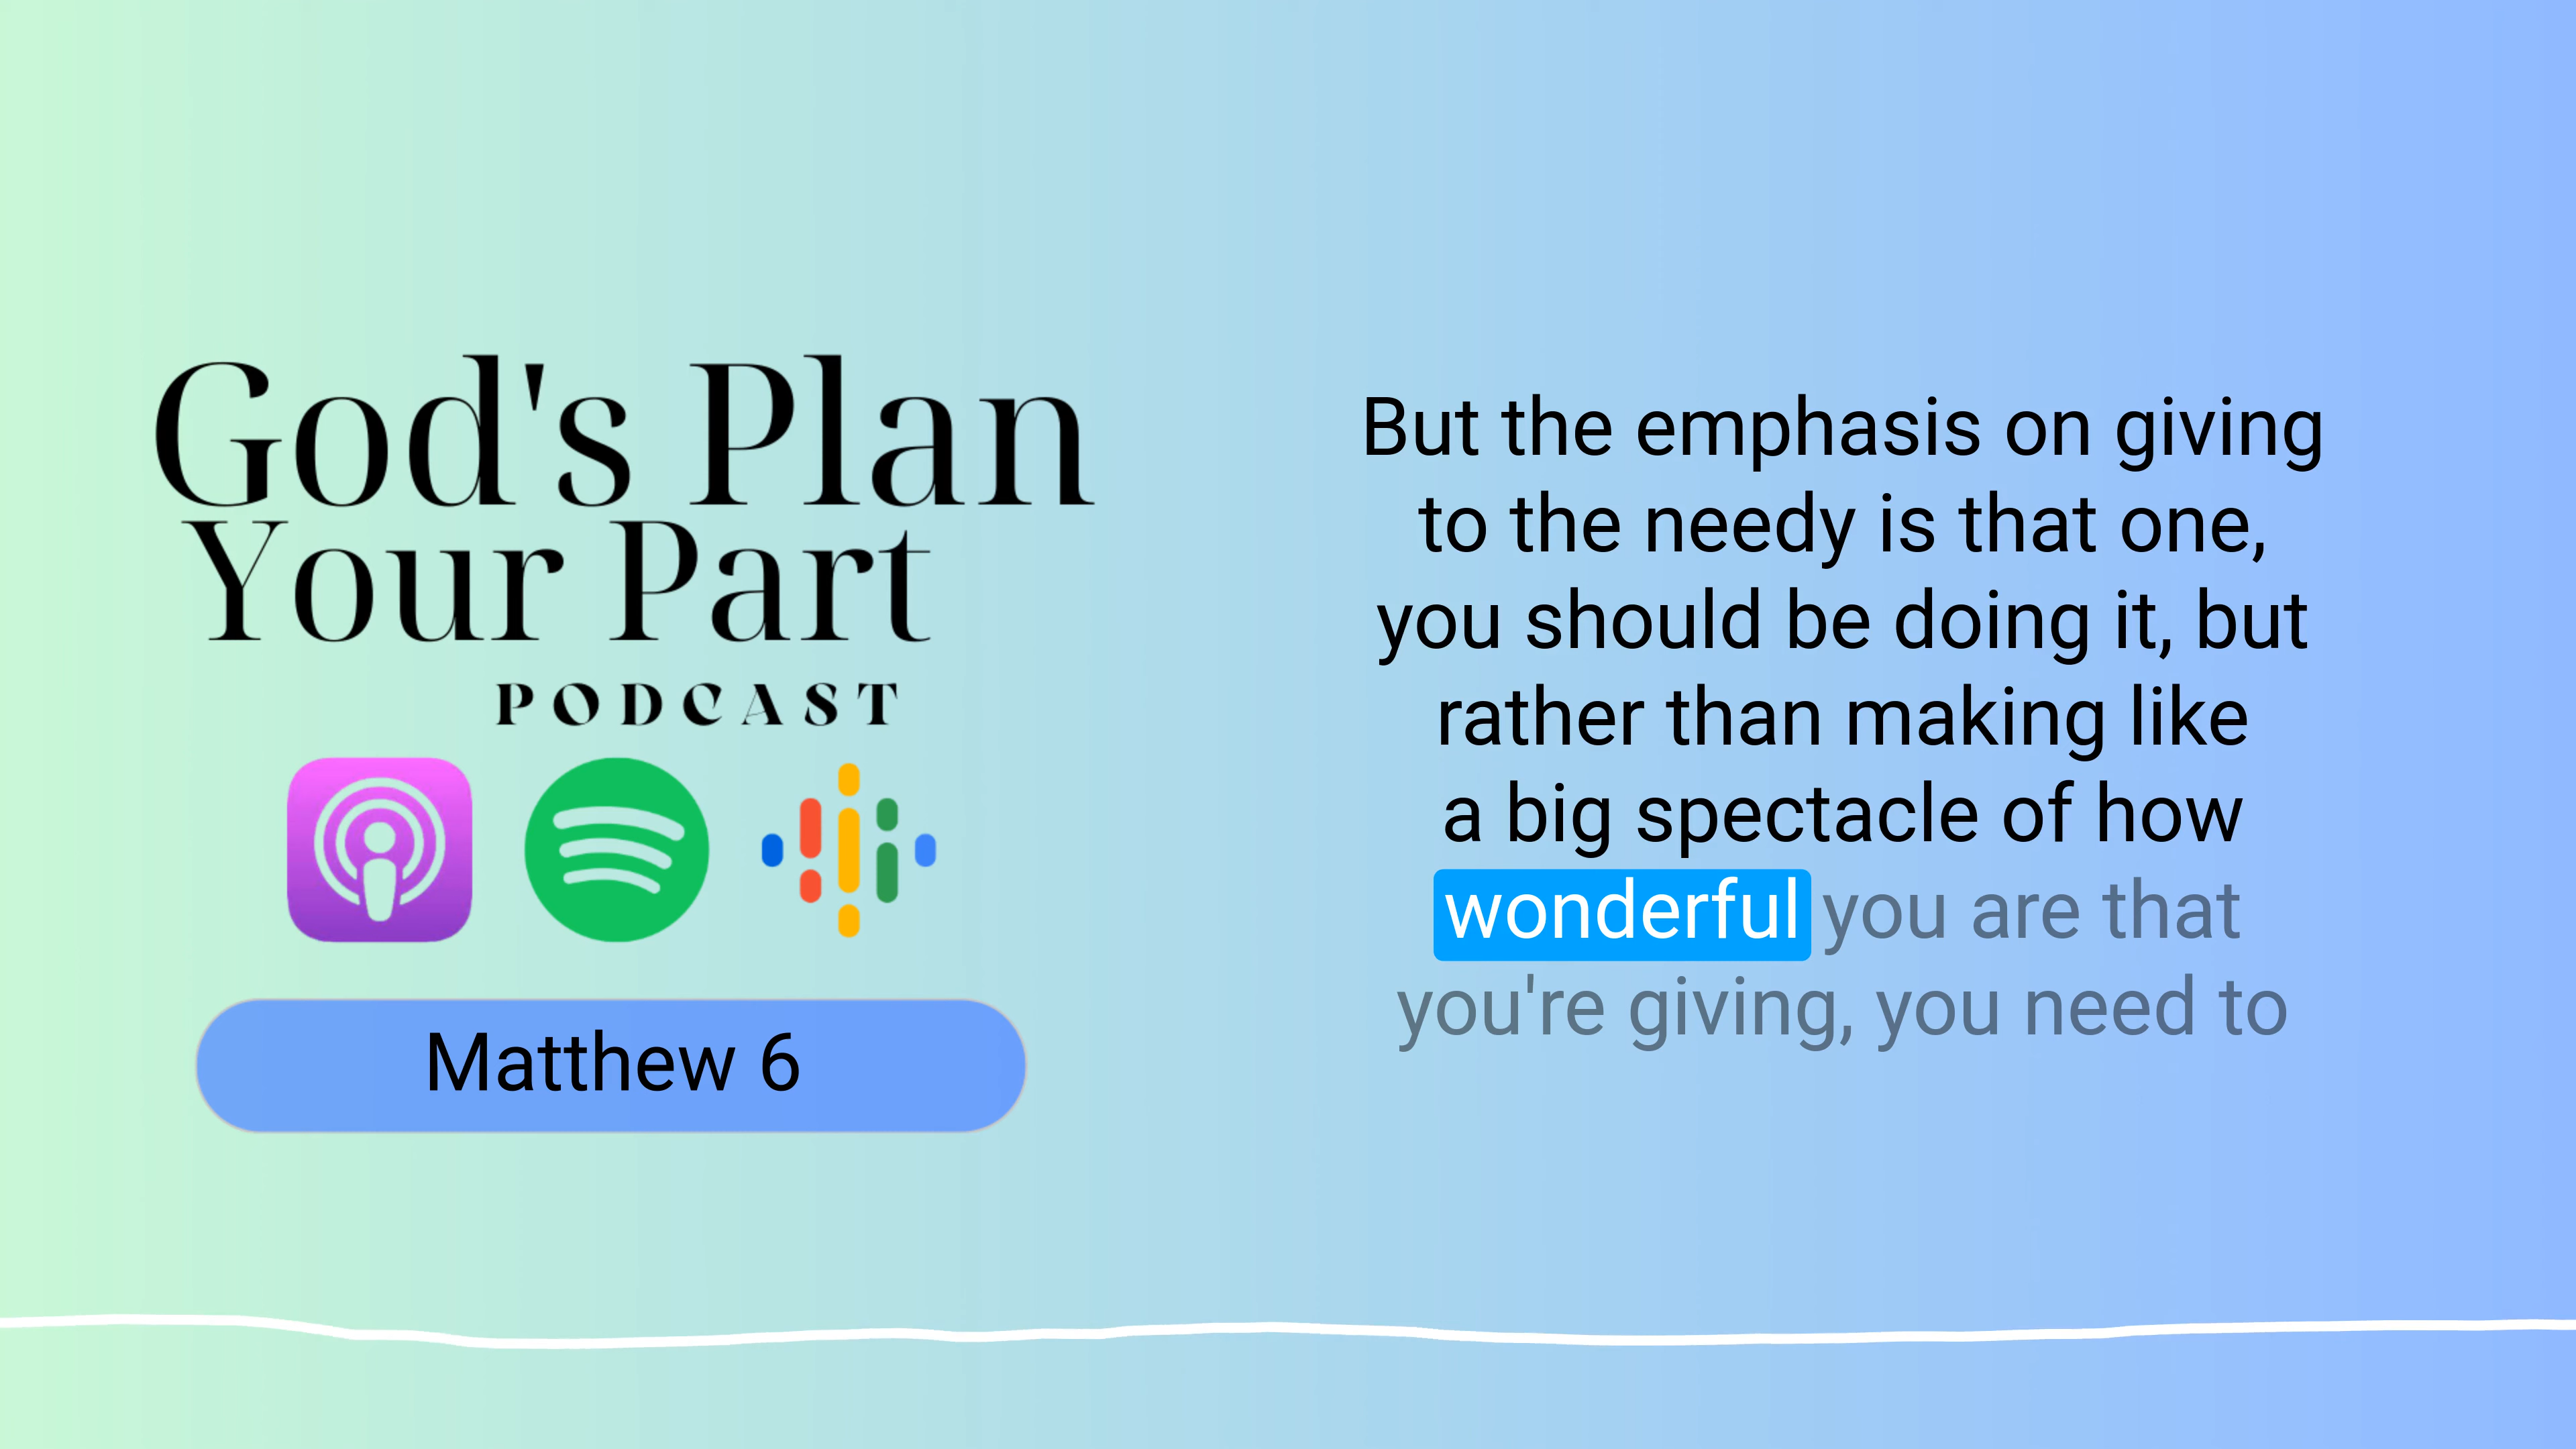 God's Plan
Your Part
PODCAST
Matthew 6
But the emphasis on giving
to the needy is that one,
you should be doing it, but
rather than making like
a big spectacle of how
wonderful you are that
you're giving, you need to